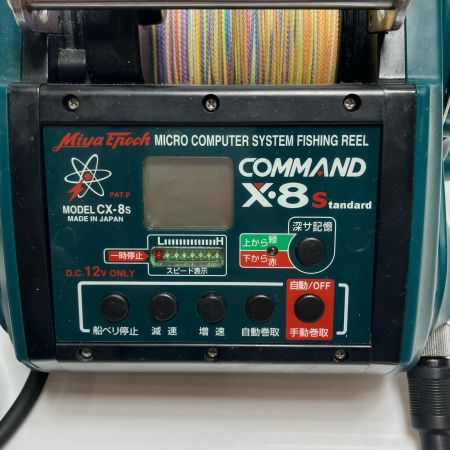 Miya Epoch MICRO COMPUTER SYSTEM FISHING REEL
PAT.P
MODEL CX-8s
MADE IN JAPAN
COMMAND
X·8 standard
深サ記憶
上から緑
下から赤
L H
一時停止
スピード表示
D.C.12V ONLY
自動/OFF
船ベリ停止 減速 増速 自動巻取 手動巻取